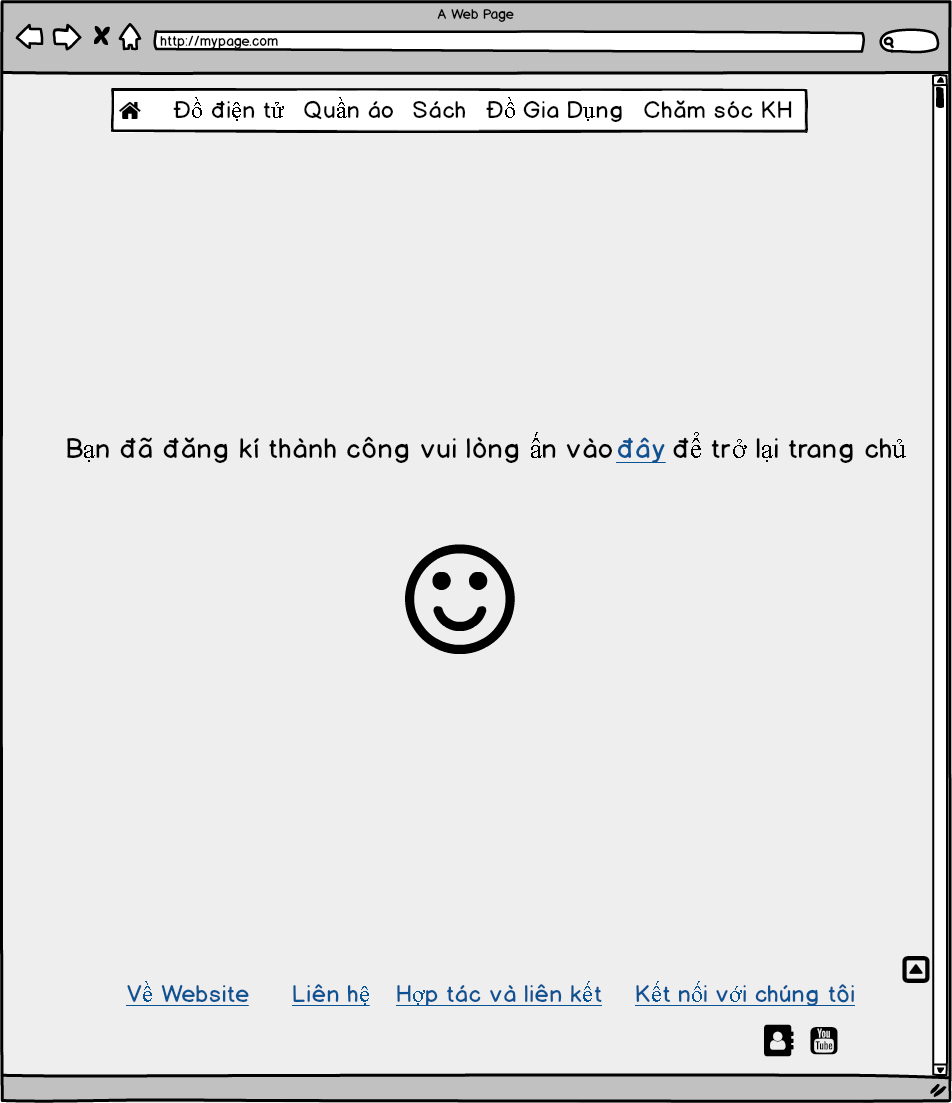 A Web Page
http://mypage.com
Đồ điện tử Quần áo Sách Đồ Gia Dụng Chăm sóc KH
Bạn đã đăng kí thành công vui lòng ấn vào đây để trở lại trang chủ
Về Website Liên hệ Hợp tác và liên kết Kết nối với chúng tôi
You
Tube